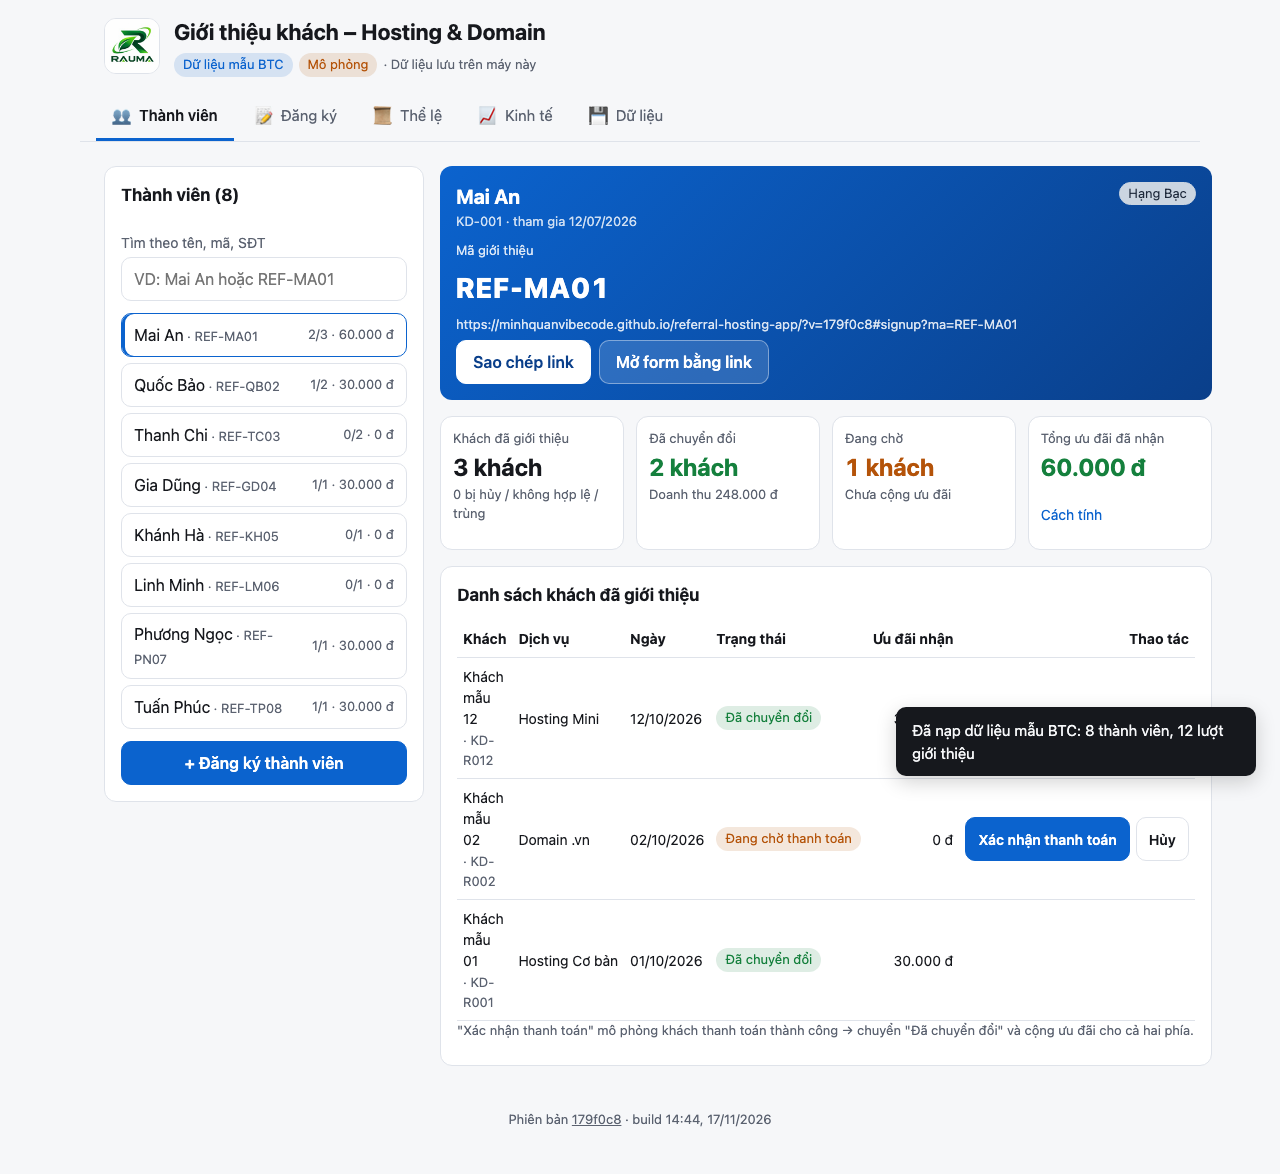 RAUMA
Giới thiệu khách – Hosting & Domain
Dữ liệu mẫu BTC Mô phỏng · Dữ liệu lưu trên máy này
Thành viên Đăng ký Thể lệ Kinh tế Dữ liệu
Thành viên (8)
Tìm theo tên, mã, SĐT
VD: Mai An hoặc REF-MA01
Mai An · REF-MA01 2/3 · 60.000 đ
Quốc Bảo · REF-QB02 1/2 · 30.000 đ
Thanh Chi · REF-TC03 0/2 · 0 đ
Gia Dũng · REF-GD04 1/1 · 30.000 đ
Khánh Hà · REF-KH05 0/1 · 0 đ
Linh Minh · REF-LM06 0/1 · 0 đ
Phương Ngọc · REF-
PN07 1/1 · 30.000 đ
Tuấn Phúc · REF-TP08 1/1 · 30.000 đ
+ Đăng ký thành viên
Mai An Hạng Bạc
KD-001 · tham gia 12/07/2026
Mã giới thiệu
REF-MA01
https://minhquanvibecode.github.io/referral-hosting-app/?v=179f0c8#signup?ma=REF-MA01
Sao chép link Mở form bằng link
Khách đã giới thiệu
3 khách
0 bị hủy / không hợp lệ /
trùng
Đã chuyển đổi
2 khách
Doanh thu 248.000 đ
Đang chờ
1 khách
Chưa cộng ưu đãi
Tổng ưu đãi đã nhận
60.000 đ
Cách tính
Danh sách khách đã giới thiệu
Khách Dịch vụ Ngày Trạng thái Ưu đãi nhận Thao tác
Khách
mẫu
12
· KD-
R012
Hosting Mini 12/10/2026 Đã chuyển đổi
Đã nạp dữ liệu mẫu BTC: 8 thành viên, 12 lượt
giới thiệu
Khách
mẫu
02
· KD-
R002
Domain .vn 02/10/2026 Đang chờ thanh toán 0 đ Xác nhận thanh toán Hủy
Khách
mẫu
01
· KD-
R001
Hosting Cơ bản 01/10/2026 Đã chuyển đổi 30.000 đ
"Xác nhận thanh toán" mô phỏng khách thanh toán thành công → chuyển "Đã chuyển đổi" và cộng ưu đãi cho cả hai phía.
Phiên bản 179f0c8 · build 14:44, 17/11/2026